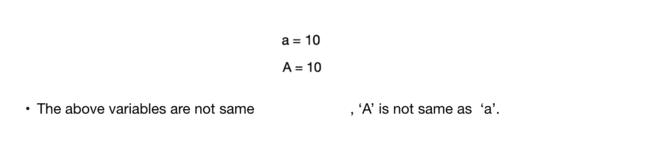 a = 10
A = 10
• The above variables are not same , ‘A’ is not same as ‘a’.